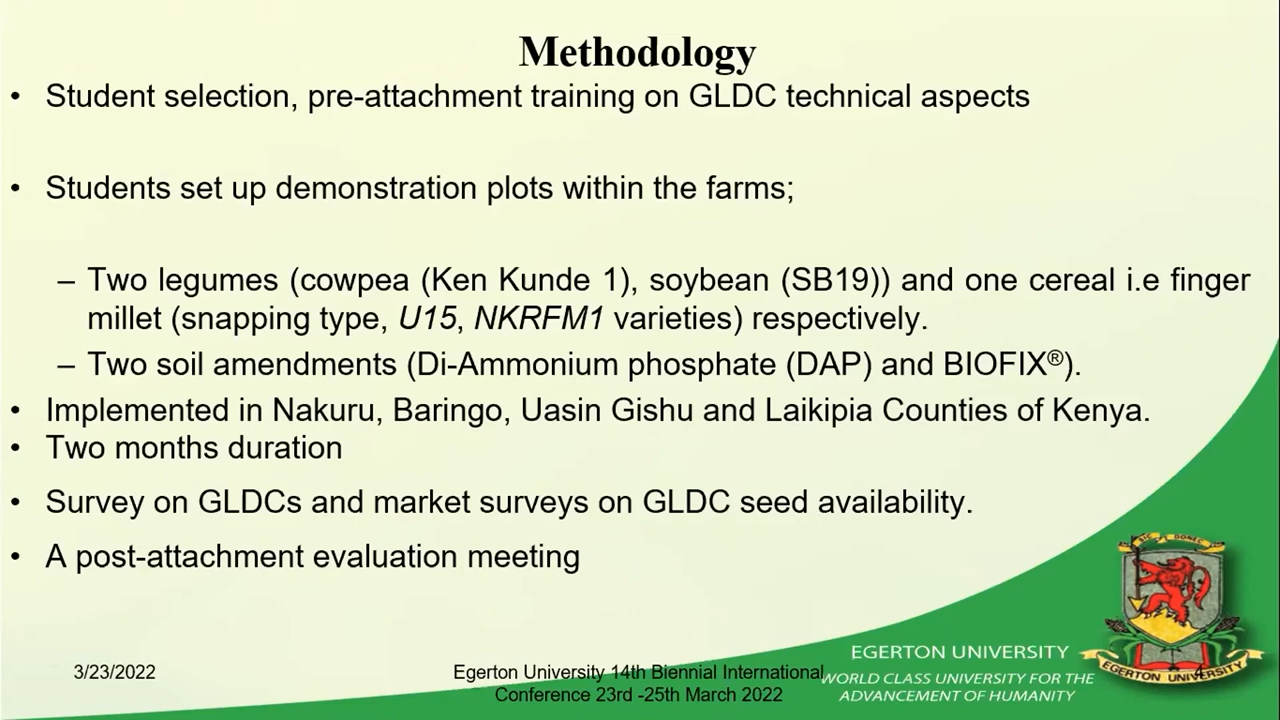 Methodology
• Student selection, pre-attachment training on GLDC technical aspects
• Students set up demonstration plots within the farms;
– Two legumes (cowpea (Ken Kunde 1), soybean (SB19)) and one cereal i.e finger
millet (snapping type, U15, NKRFM1 varieties) respectively.
– Two soil amendments (Di-Ammonium phosphate (DAP) and BIOFIX®).
• Implemented in Nakuru, Baringo, Uasin Gishu and Laikipia Counties of Kenya.
• Two months duration
• Survey on GLDCs and market surveys on GLDC seed availability.
• A post-attachment evaluation meeting
3/23/2022
Egerton University 14th Biennial International
Conference 23rd -25th March 2022
EGERTON UNIVERSITY
WORLD CLASS UNIVERSITY FOR THE
ADVANCEMENT OF HUMANITY
SIC DONEC
EGERTON UNIVERSITY
4